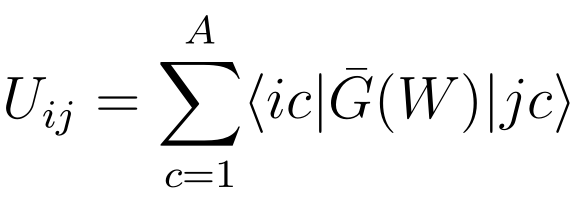 U_{ij} = \sum_{c=1}^{A} \langle ic | \bar{G}(W) | jc \rangle